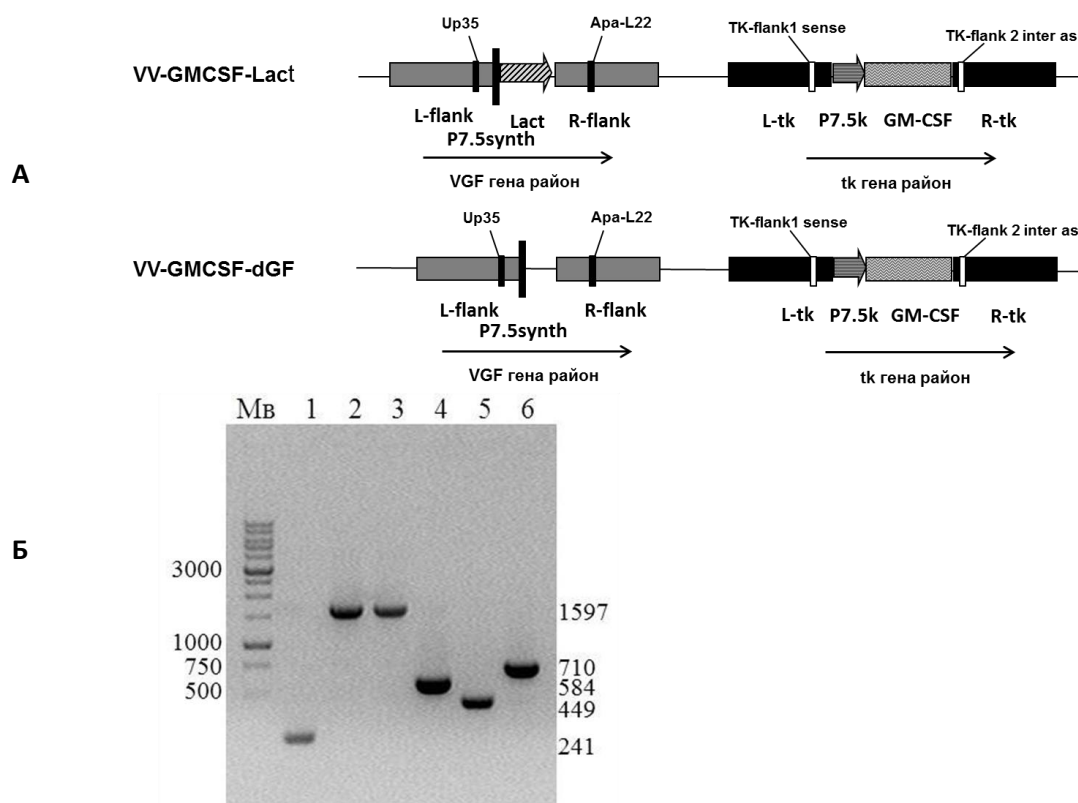 Up35
Apa-L22
TK-flank1 sense
TK-flank 2 inter as
VV-GMCSF-Lact
L-flank
Lact
R-flank
L-tk
P7.5k
GM-CSF
R-tk
P7.5synth
А
VGF гена район
tk гена район
Up35
Apa-L22
TK-flank1 sense
TK-flank 2 inter as
VV-GMCSF-dGF
L-flank
R-flank
L-tk
P7.5k
GM-CSF
R-tk
P7.5synth
VGF гена район
tk гена район
Мв 1 2 3 4 5 6
Б
3000
1597
1000
750
710
500
584
449
241